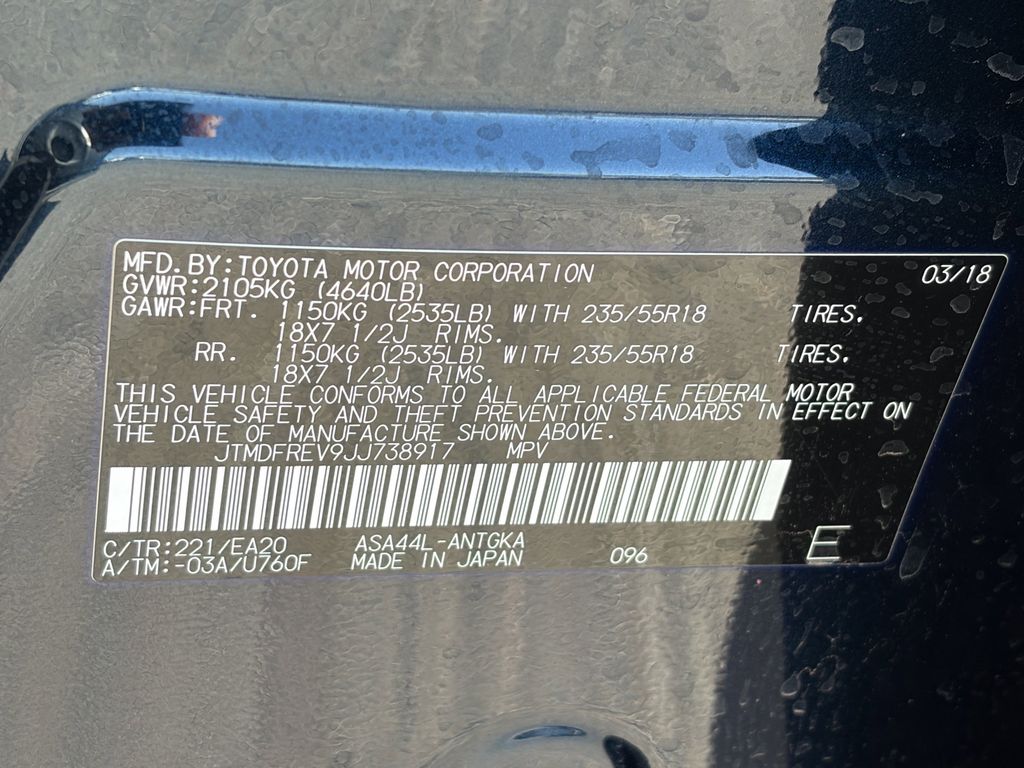 MFD.BY:TOYOTA MOTOR CORPORATION 03/18
GVWR:2105KG (4640LB)
GAWR:FRT. 1150KG (2535LB) WITH 235/55R18 TIRES.
18X7 1/2J RIMS.
RR. 1150KG (2535LB) WITH 235/55R18 TIRES.
18X7 1/2J RIMS.
THIS VEHICLE CONFORMS TO ALL APPLICABLE FEDERAL MOTOR
VEHICLE SAFETY AND THEFT PREVENTION STANDARDS IN EFFECT ON
THE DATE OF MANUFACTURE SHOWN ABOVE.
JTMDFREV9JJ738917 MPV
C/TR:221/EA20 ASA44L-ANTGKA
A/TM:-03A/U760F MADE IN JAPAN 096 E